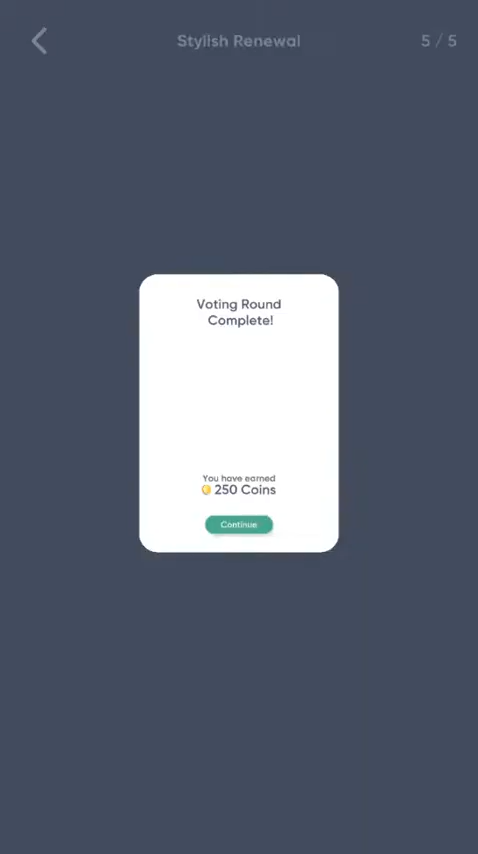 Stylish Renewal
5 / 5
Voting Round
Complete!
You have earned
250 Coins
Continue